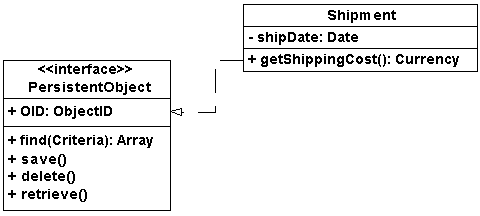 Shipment
- shipDate: Date
+ getShippingCost(): Currency
<<interface>>
PersistentObject
+ OID: ObjectID
+ find(Criteria): Array
+ save()
+ delete()
+ retrieve()